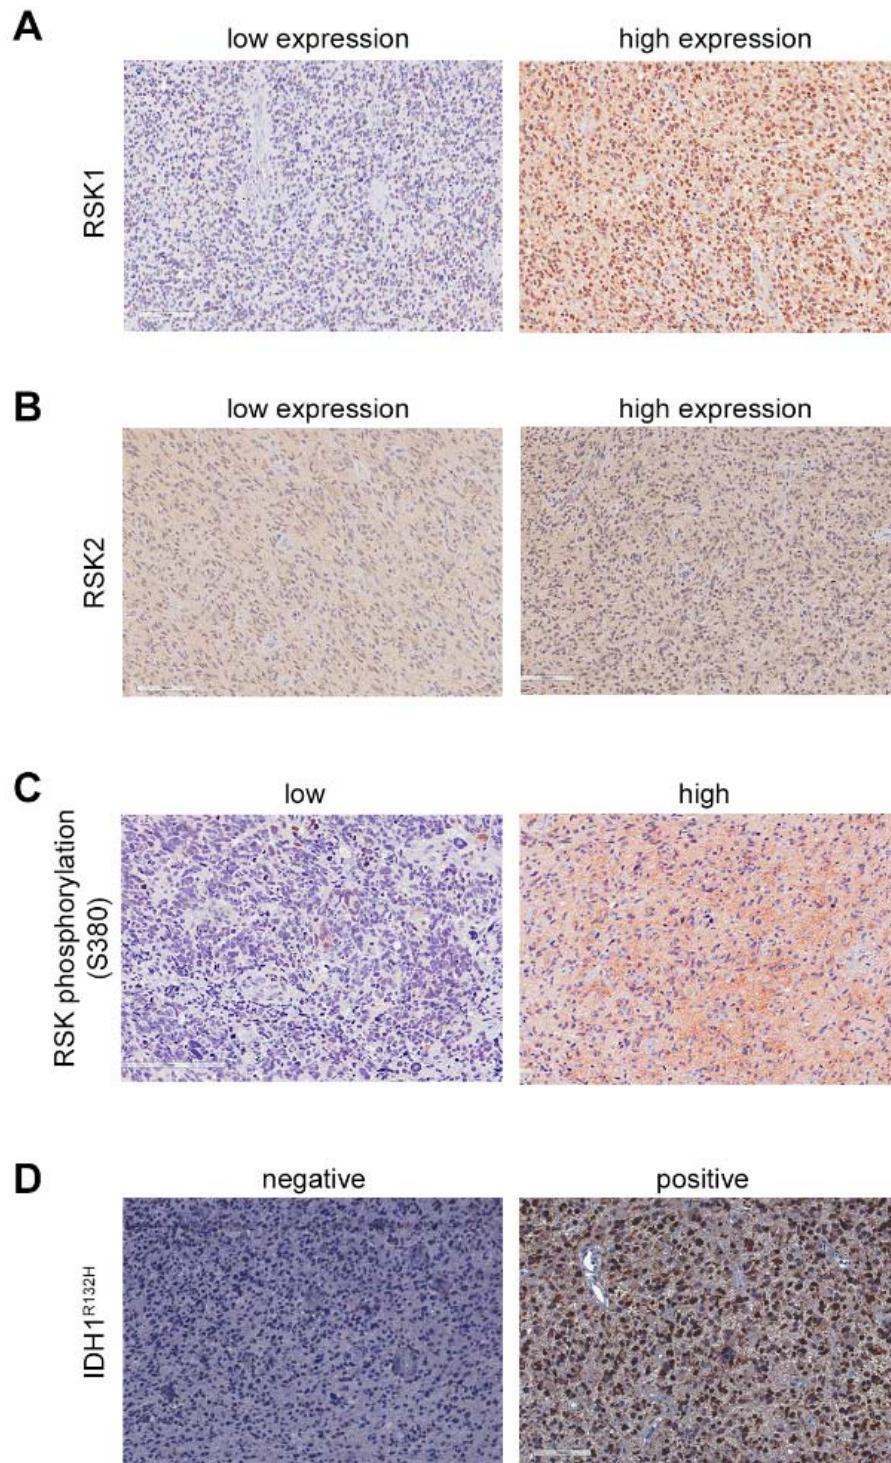 A
low expression
high expression
RSK1
B
low expression
high expression
RSK2
C
low
high
RSK phosphorylation
(S380)
D
negative
positive
IDH1R132H